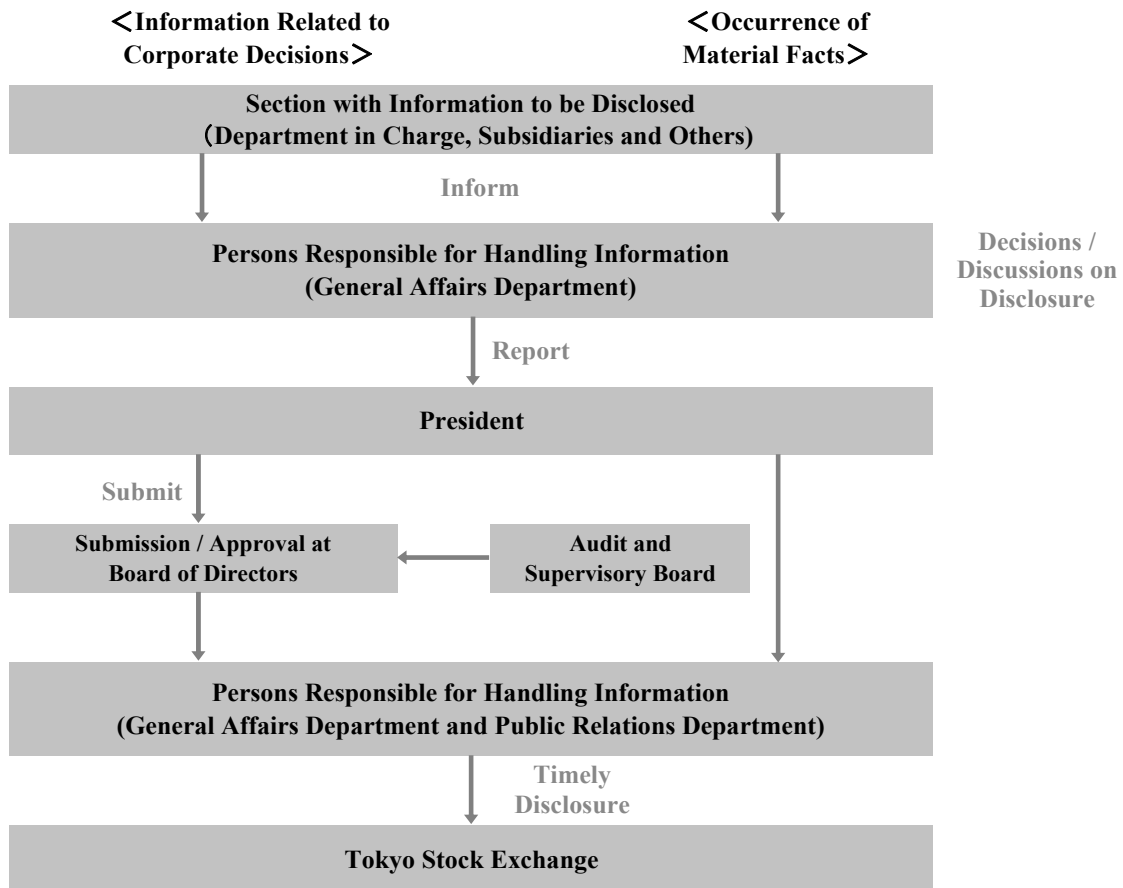 ＜Information Related to
Corporate Decisions＞
＜Occurrence of
Material Facts＞
Section with Information to be Disclosed
（Department in Charge, Subsidiaries and Others)
Inform
Persons Responsible for Handling Information
(General Affairs Department)
Decisions /
Discussions on
Disclosure
Report
President
Submit
Submission / Approval at
Board of Directors
Audit and
Supervisory Board
Persons Responsible for Handling Information
(General Affairs Department and Public Relations Department)
Timely
Disclosure
Tokyo Stock Exchange